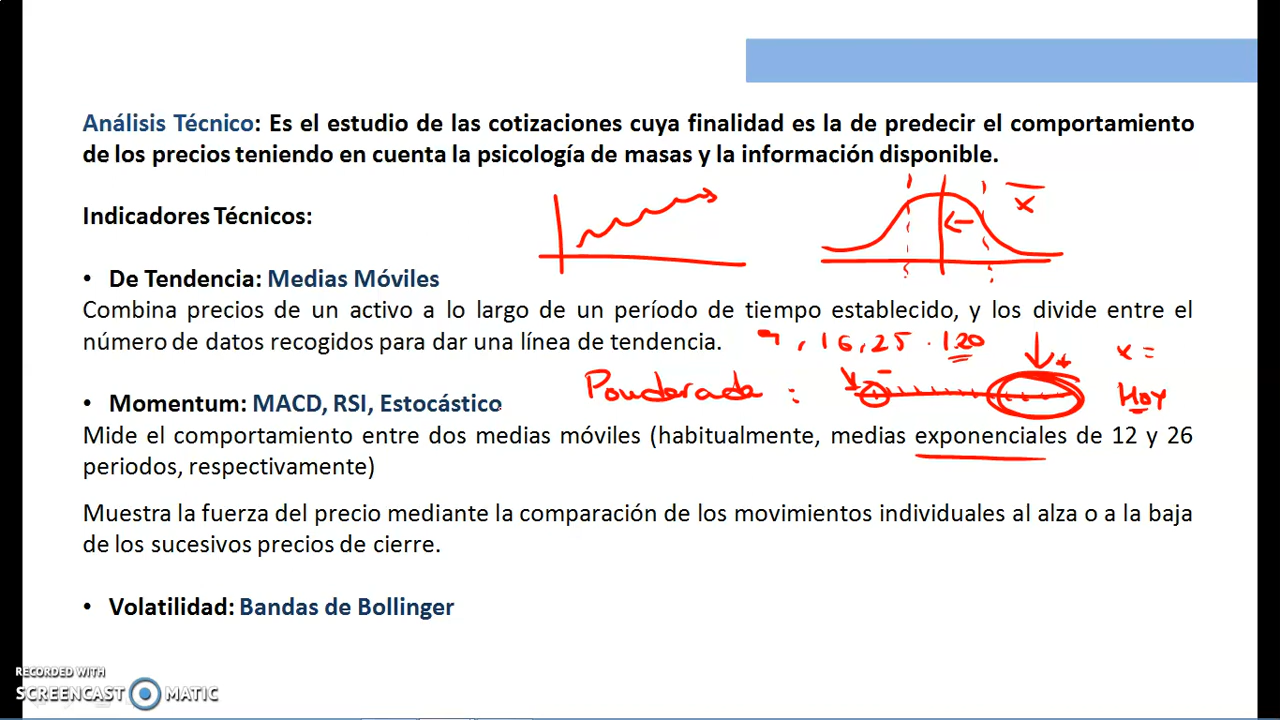 Análisis Técnico: Es el estudio de las cotizaciones cuya finalidad es la de predecir el comportamiento
de los precios teniendo en cuenta la psicología de masas y la información disponible.
x
Indicadores Técnicos:
• De Tendencia: Medias Móviles
Combina precios de un activo a lo largo de un período de tiempo establecido, y los divide entre el
número de datos recogidos para dar una línea de tendencia.
, 16, 25 . 120
x =
• Momentum: MACD, RSI, Estocástico
Ponderada :
Hoy
Mide el comportamiento entre dos medias móviles (habitualmente, medias exponenciales de 12 y 26
periodos, respectivamente)
Muestra la fuerza del precio mediante la comparación de los movimientos individuales al alza o a la baja
de los sucesivos precios de cierre.
• Volatilidad: Bandas de Bollinger
RECORDED WITH
SCREENCAST MATIC